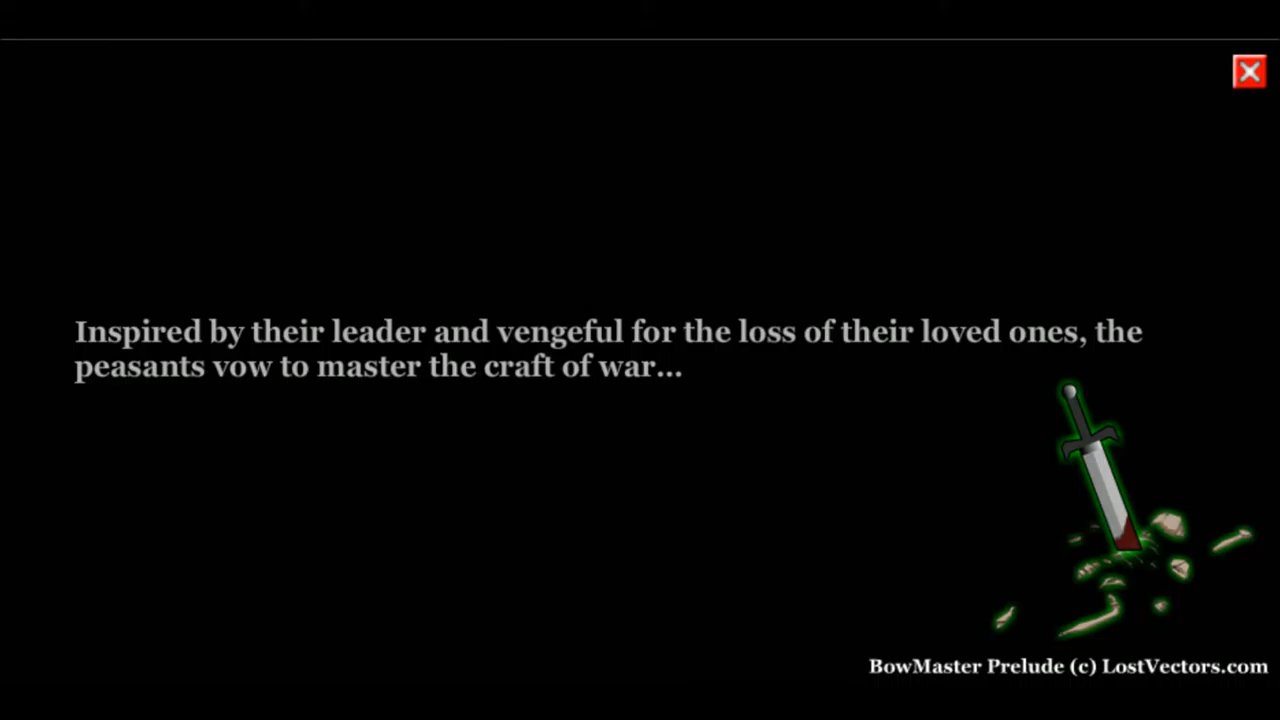 Inspired by their leader and vengeful for the loss of their loved ones, the
peasants vow to master the craft of war...
BowMaster Prelude (c) LostVectors.com